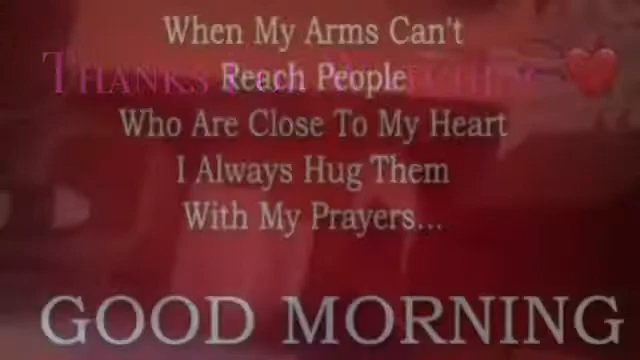 When My Arms Can't
Thanks For Watching ❤
Reach People
Who Are Close To My Heart
I Always Hug Them
With My Prayers...
GOOD MORNING